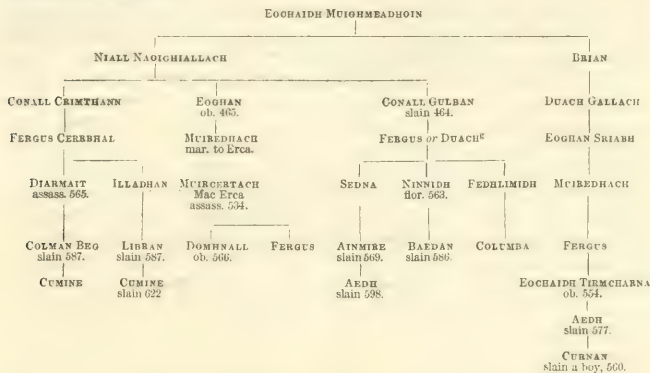 EOCHAIDH MUIGHMEADHOIN
NIALL NAOIGHIALLACH BRIAN
CONALL CRIMTHANN EOGHAN CONALL GULBAN DUACH GALLACH
ob. 465. slain 464.
FERGUS CERBBHAL MUIREDHACH FERGUS or DUACHg EOGHAN SRIABH
mar. to Erca.
DIARMAIT ILLADHAN MUIRCERTACH SEDNA NINNIDH FEDHLIMIDH MUIREDHACH
assass. 565. Mac Erca flor. 563.
assass. 534.
COLMAN BEG LIBRAN DOMHNALL FERGUS AINMIRE BAEDAN COLUMBA FERGUS
slain 587. slain 587. ob. 566. slain 569. slain 586.
CUMINE CUMINE AEDH EOCHAIDH TIRMCHARNA
slain 622 slain 598. ob. 554.
AEDH
slain 577.
CURNAN
slain a boy, 560.